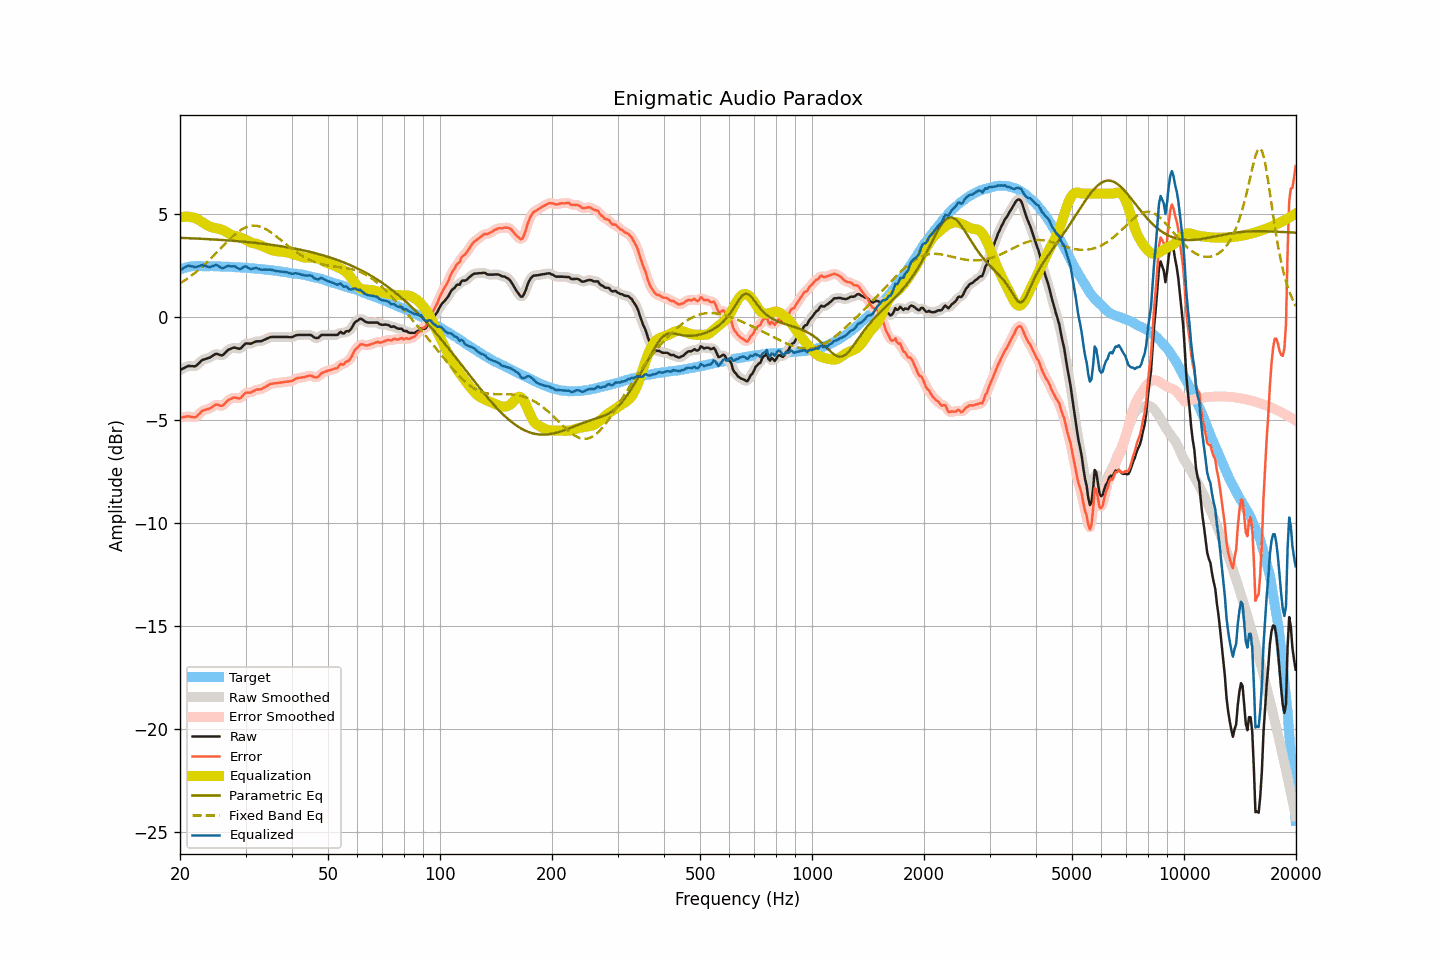 Enigmatic Audio Paradox
Amplitude (dBr)
5
0
−5
−10
−15
−20
−25
Target
Raw Smoothed
Error Smoothed
Raw
Error
Equalization
Parametric Eq
Fixed Band Eq
Equalized
20 50 100 200 500 1000 2000 5000 10000 20000
Frequency (Hz)